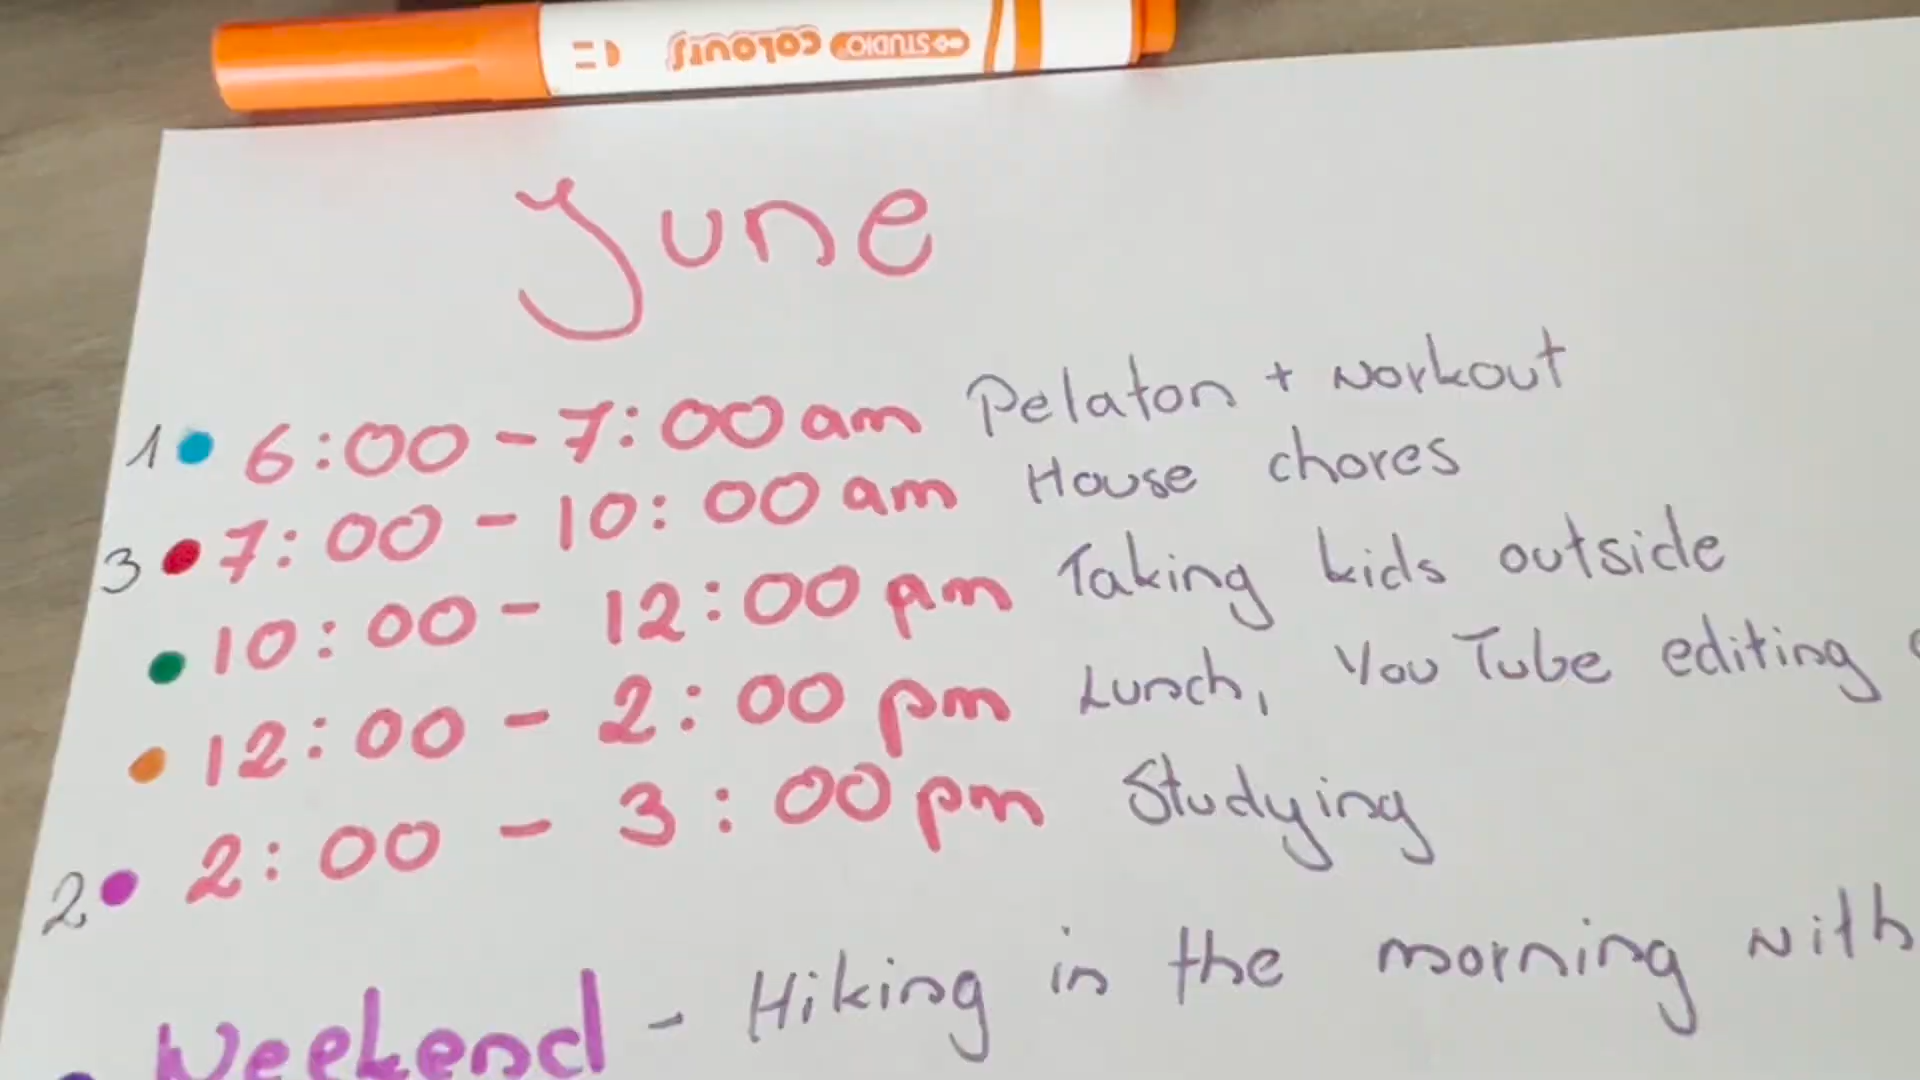 STUDIO COLOURS
June
1 6:00 - 7:00 am Pelaton + workout
3 7:00 - 10:00 am House chores
10:00 - 12:00 pm Taking kids outside
12:00 - 2:00 pm Lunch, YouTube editing
2 2:00 - 3:00 pm Studying
Weekend - Hiking in the morning with